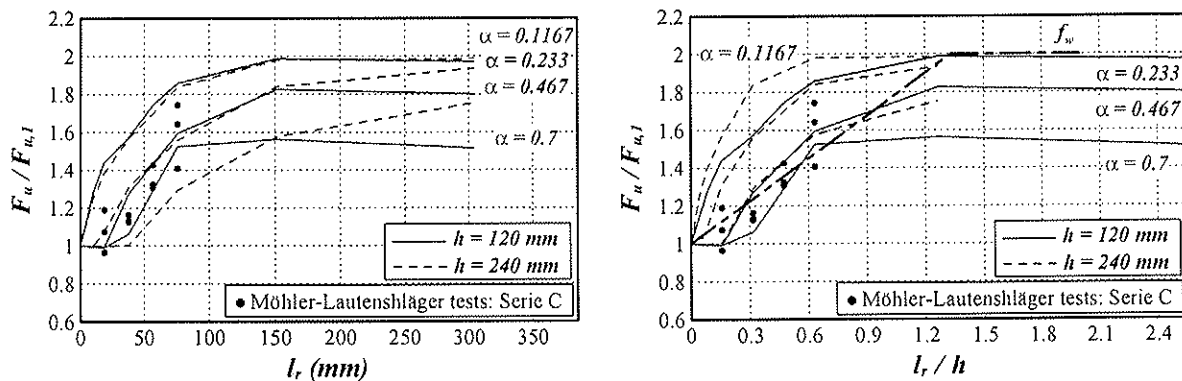 F_u / F_{u,1}
2.2
2
1.8
1.6
1.4
1.2
1
0.8
0.6
α = 0.1167
α = 0.233
α = 0.467
α = 0.7
h = 120 mm
h = 240 mm
Möhler-Lautenshläger tests: Serie C
0 50 100 150 200 250 300 350
l_r (mm)
F_u / F_{u,1}
2.2
2
1.8
1.6
1.4
1.2
1
0.8
0.6
f_w
α = 0.1167
α = 0.233
α = 0.467
α = 0.7
h = 120 mm
h = 240 mm
Möhler-Lautenshläger tests: Serie C
0 0.3 0.6 0.9 1.2 1.5 1.8 2.1 2.4
l_r / h